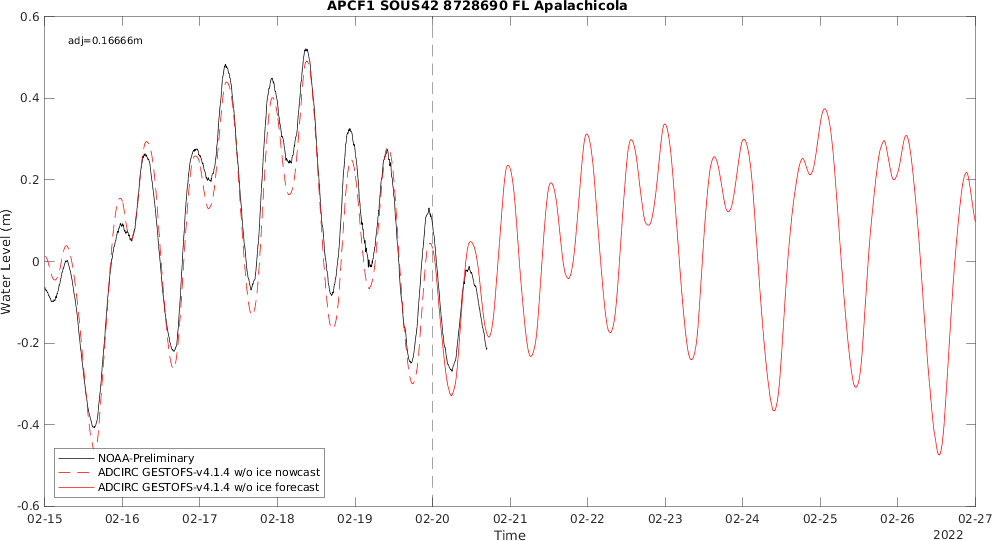 APCF1 SOUS42 8728690 FL Apalachicola
adj=0.16666m
Water Level (m)
0.6
0.4
0.2
0
-0.2
-0.4
-0.6
NOAA-Preliminary
ADCIRC GESTOFS-v4.1.4 w/o ice nowcast
ADCIRC GESTOFS-v4.1.4 w/o ice forecast
02-15 02-16 02-17 02-18 02-19 02-20 02-21 02-22 02-23 02-24 02-25 02-26 02-27
Time
2022